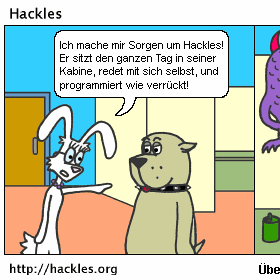 Hackles
Ich mache mir Sorgen um Hackles!
Er sitzt den ganzen Tag in seiner
Kabine, redet mit sich selbst, und
programmiert wie verrückt!
http://hackles.org